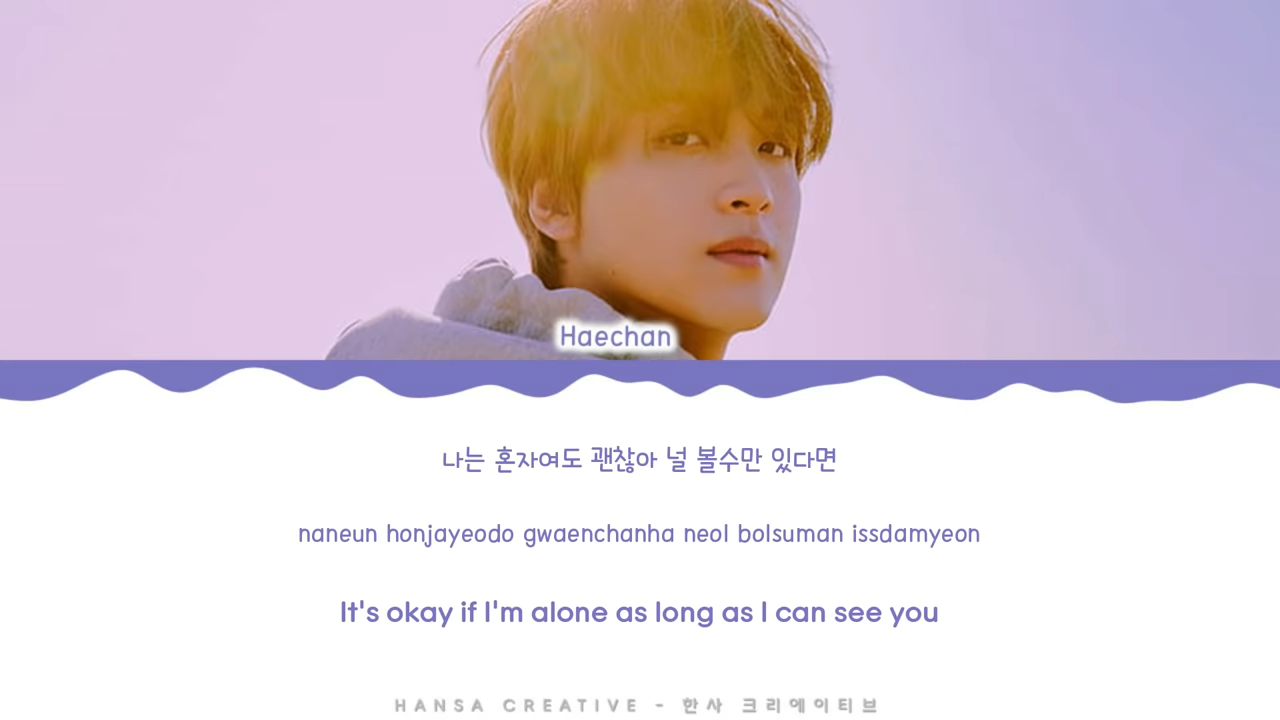 Haechan
나는 혼자여도 괜찮아 널 볼수만 있다면
naneun honjayeodo gwaenchanha neol bolsuman issdamyeon
It's okay if I'm alone as long as I can see you
HANSA CREATIVE - 한사 크리에이티브